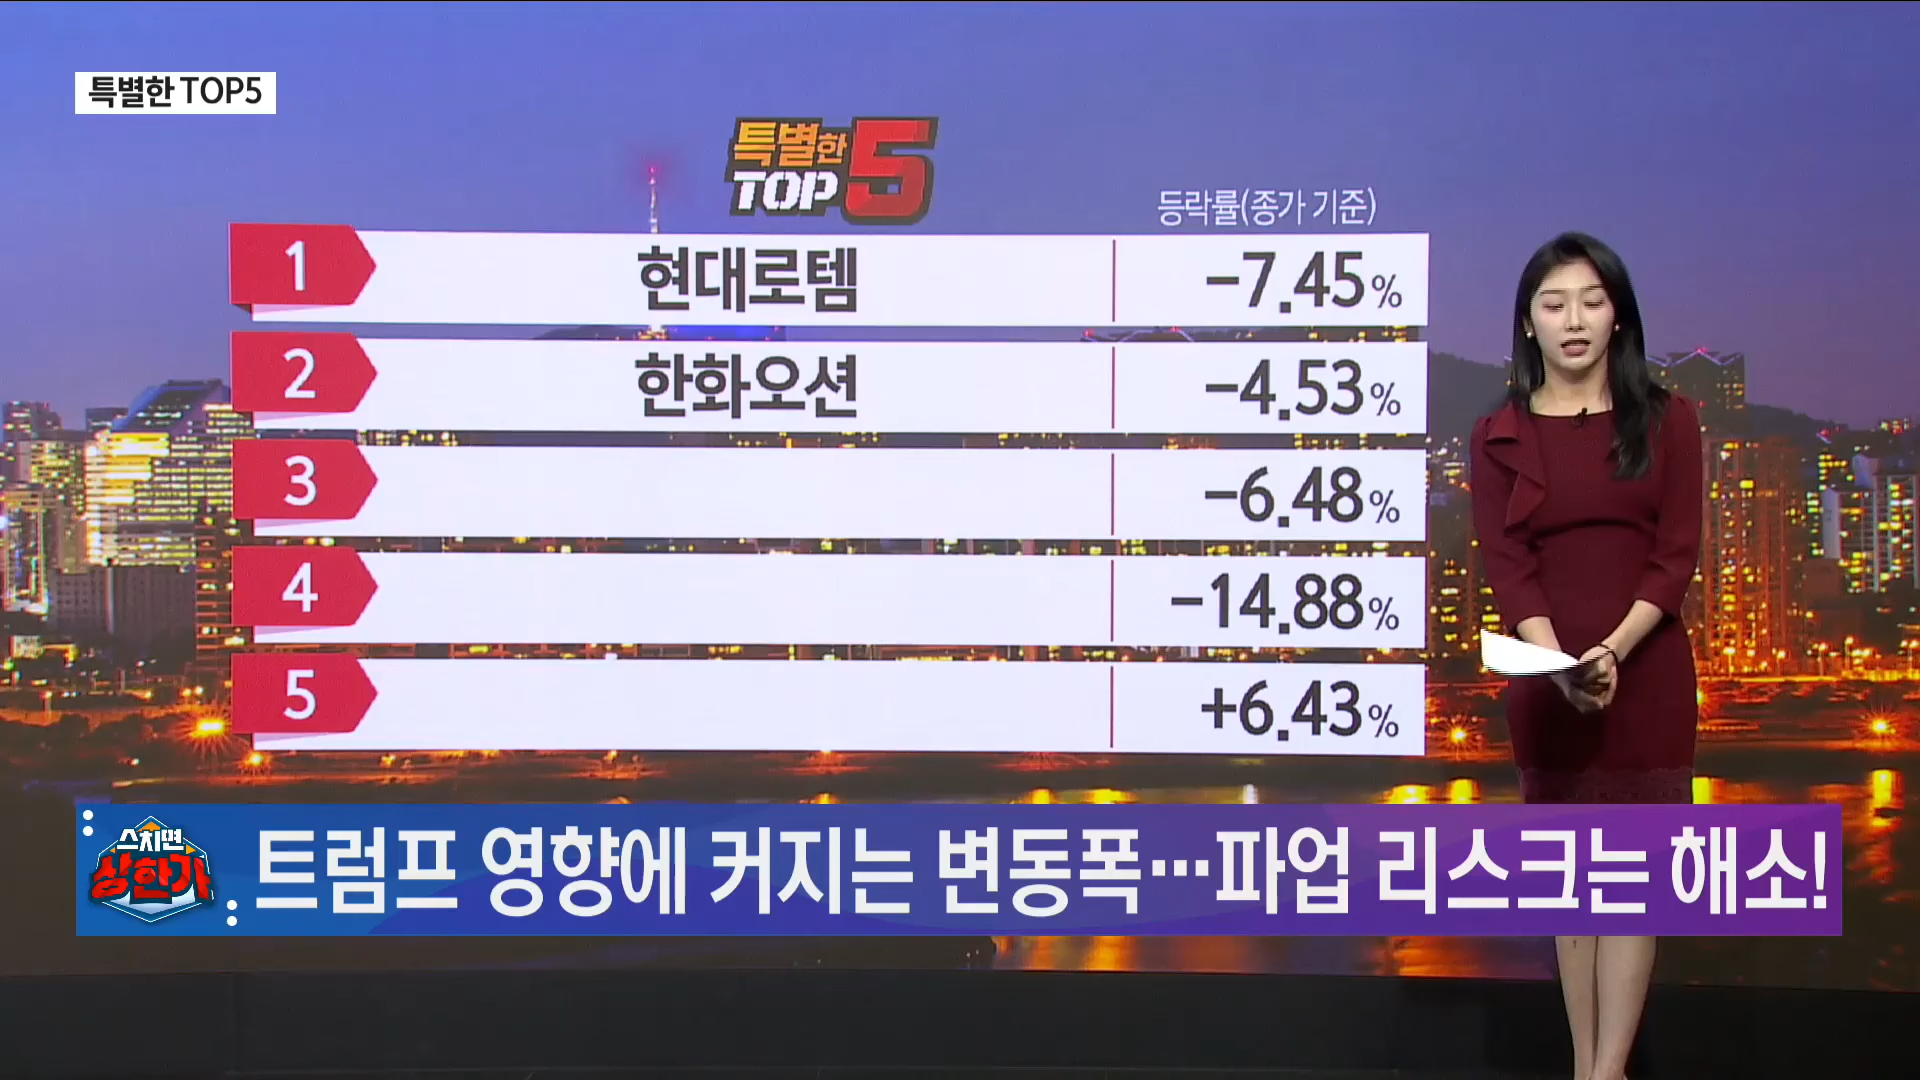 특별한 TOP5
특별한
TOP 5
등락률(종가 기준)
1 현대로템 -7.45%
2 한화오션 -4.53%
3 -6.48%
4 -14.88%
5 +6.43%
스치면
상한가
트럼프 영향에 커지는 변동폭…파업 리스크는 해소!